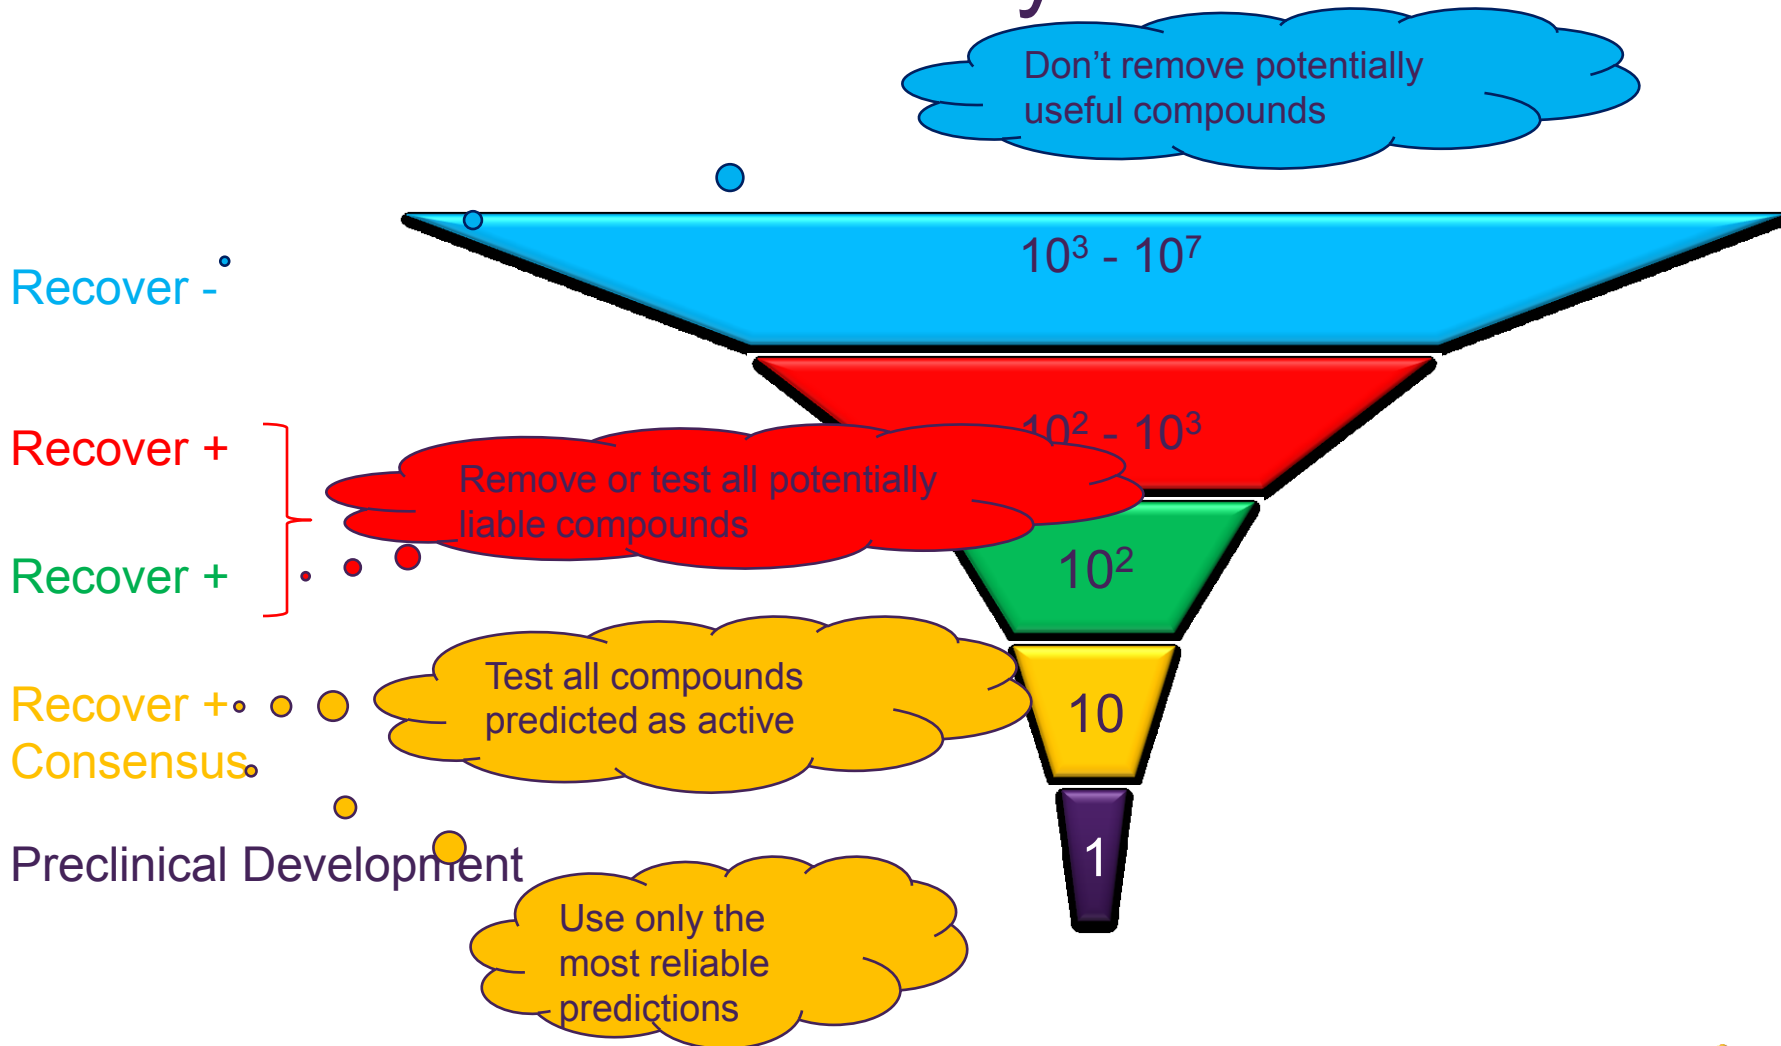 Don’t remove potentially
useful compounds
10³ - 10⁷
Recover -
Recover +
10² - 10³
Remove or test all potentially
liable compounds
Recover +
10²
Test all compounds
predicted as active
Recover +
Consensus
10
Preclinical Development
1
Use only the
most reliable
predictions